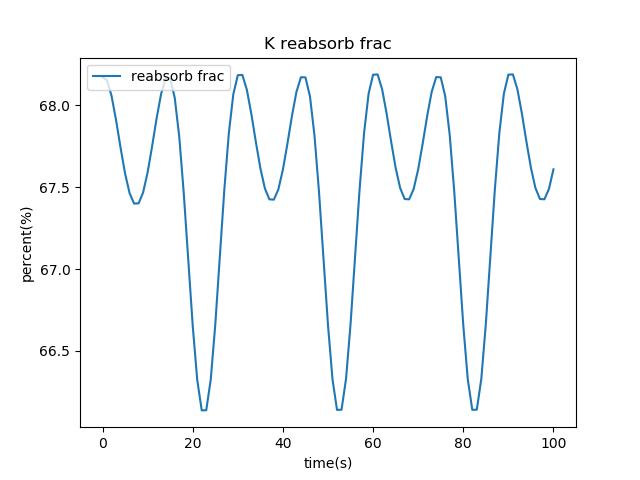 K reabsorb frac
reabsorb frac
percent(%)
68.0
67.5
67.0
66.5
0 20 40 60 80 100
time(s)